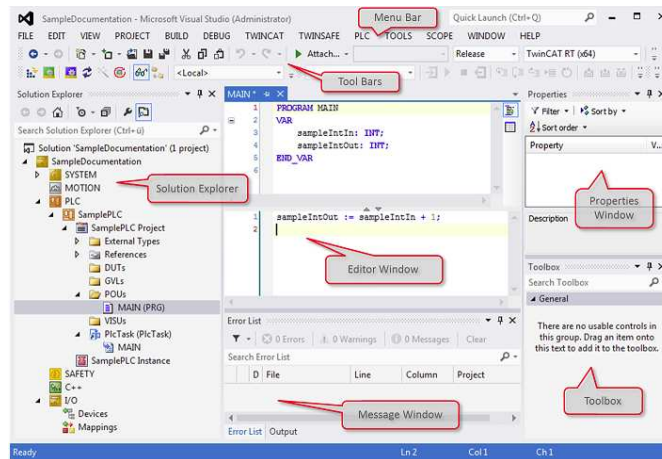 SampleDocumentation - Microsoft Visual Studio (Administrator)
Menu Bar
Quick Launch (Ctrl+Q)
FILE EDIT VIEW PROJECT BUILD DEBUG TWINCAT TWINSAFE PLC TOOLS SCOPE WINDOW HELP
Attach... Release TwinCAT RT (x64)
<Local>
Tool Bars
Solution Explorer
Search Solution Explorer (Ctrl+ü)
Solution 'SampleDocumentation' (1 project)
SampleDocumentation
SYSTEM
MOTION
PLC
SamplePLC
SamplePLC Project
External Types
References
DUTs
GVLs
POUs
MAIN (PRG)
VISUs
PlcTask (PlcTask)
MAIN
SamplePLC Instance
SAFETY
C++
I/O
Devices
Mappings
Solution Explorer
MAIN*
1 PROGRAM MAIN
2 VAR
3 sampleIntIn: INT;
4 sampleIntOut: INT;
5 END_VAR
6
1 sampleIntOut := sampleIntIn + 1;
2
Editor Window
Error List
0 Errors 0 Warnings 0 Messages Clear
Search Error List
D File Line Column Project
Message Window
Error List Output
Properties
Filter Sort by
Sort order
Property V...
Properties
Window
Description
Toolbox
Search Toolbox
General
There are no usable controls in
this group. Drag an item onto
this text to add it to the toolbox.
Toolbox
Ready Ln 2 Col 1 Ch 1